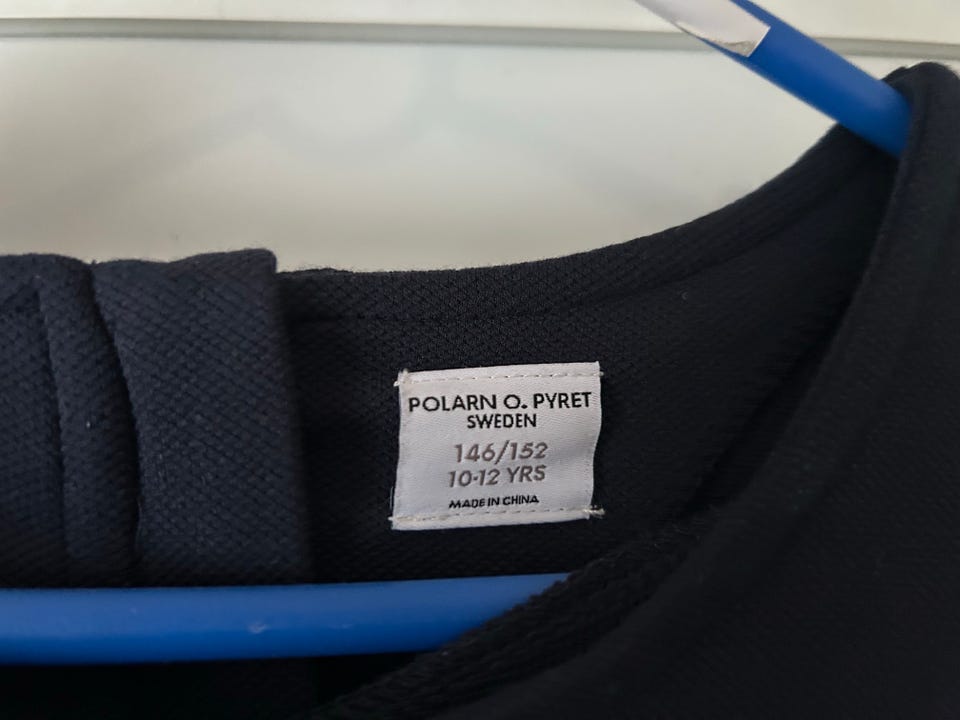 POLARN O. PYRET
SWEDEN
146/152
10-12 YRS
MADE IN CHINA